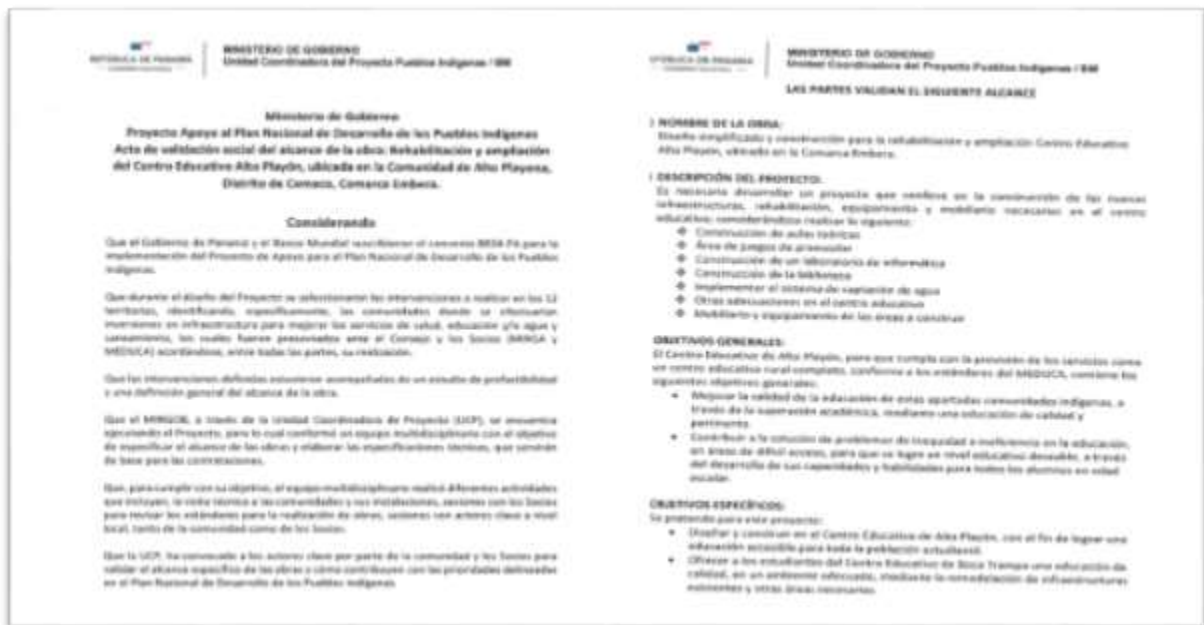 REPÚBLICA DE PANAMÁ
MINISTERIO DE GOBIERNO
Unidad Coordinadora del Proyecto Pueblos Indígenas / BM
Ministerio de Gobierno
Proyecto Apoyo al Plan Nacional de Desarrollo de los Pueblos Indígenas
Acta de validación social del alcance de la obra: Rehabilitación y ampliación
del Centro Educativo Alto Playón, ubicada en la Comunidad de Alto Playona,
Distrito de Cemaco, Comarca Embera.
Considerando
Que el Gobierno de Panamá y el Banco Mundial suscribieron el convenio para la
implementación del Proyecto de Apoyo para el Plan Nacional de Desarrollo de los Pueblos
Indígenas.
Que durante el diseño del Proyecto se seleccionaron las intervenciones a realizar en los 12
territorios, identificando, específicamente, las comunidades donde se efectuarían
inversiones en infraestructura para mejorar los servicios de salud, educación y/o agua y
saneamiento, las cuales fueron presentadas ante el Consejo y los Socios (MINSA y
MEDUCA) acordándose, entre todas las partes, su realización.
Que las intervenciones definidas estuvieron acompañadas de un estudio de prefactibilidad
y una definición general del alcance de la obra.
Que el MINGOB, a través de la Unidad Coordinadora de Proyecto (UCP), se encuentra
ejecutando el Proyecto, para lo cual conformó un equipo multidisciplinario con el objetivo
de especificar el alcance de las obras y elaborar las especificaciones técnicas, que servirán
de base para las contrataciones.
Que, para cumplir con su objetivo, el equipo multidisciplinario realizó diferentes actividades
que incluyen, la visita técnica a las comunidades y sus instalaciones, sesiones con los Socios
para revisar los estándares para la realización de obras, sesiones con actores clave a nivel
local, tanto de la comunidad como de los Socios.
Que la UCP, ha convocado a los actores clave por parte de la comunidad y los Socios para
validar el alcance específico de las obras y cómo contribuyen con las prioridades delineadas
en el Plan Nacional de Desarrollo de los Pueblos Indígenas.
REPÚBLICA DE PANAMÁ
MINISTERIO DE GOBIERNO
Unidad Coordinadora del Proyecto Pueblos Indígenas / BM
LAS PARTES VALIDAN EL SIGUIENTE ALCANCE
NOMBRE DE LA OBRA:
Diseño simplificado y construcción para la rehabilitación y ampliación Centro Educativo
Alto Playón, ubicado en la Comarca Embera.
DESCRIPCIÓN DEL PROYECTO:
Es necesario desarrollar un proyecto que conlleve en la construcción de las nuevas
infraestructuras, rehabilitación, equipamiento y mobiliario necesarios en el centro
educativo; considerándose realizar lo siguiente:
❖ Construcción de aulas teóricas
❖ Área de juegos de preescolar
❖ Construcción de un laboratorio de informática
❖ Construcción de la biblioteca
❖ Implementar el sistema de captación de agua
❖ Otras adecuaciones en el centro educativo
❖ Mobiliario y equipamiento de las áreas a construir
OBJETIVOS GENERALES:
El Centro Educativo de Alto Playón, para que cumpla con la provisión de los servicios como
un centro educativo rural completo, conforme a los estándares del MEDUCA, contiene los
siguientes objetivos generales:
• Mejorar la calidad de la educación de estas apartadas comunidades indígenas, a
través de la superación académica, mediante una educación de calidad y
pertinente.
• Contribuir a la solución de problemas de inequidad e ineficiencia en la educación,
en áreas de difícil acceso, para que se logre un nivel educativo deseable, a través
del desarrollo de sus capacidades y habilidades para todos los alumnos en edad
escolar.
OBJETIVOS ESPECÍFICOS:
Se pretende para este proyecto:
• Diseñar y construir en el Centro Educativo de Alto Playón, con el fin de lograr una
educación accesible para toda la población estudiantil.
• Ofrecer a los estudiantes del Centro Educativo de Boca Trampa una educación de
calidad, en un ambiente adecuado, mediante la remodelación de infraestructuras
existentes y otras áreas necesarias.